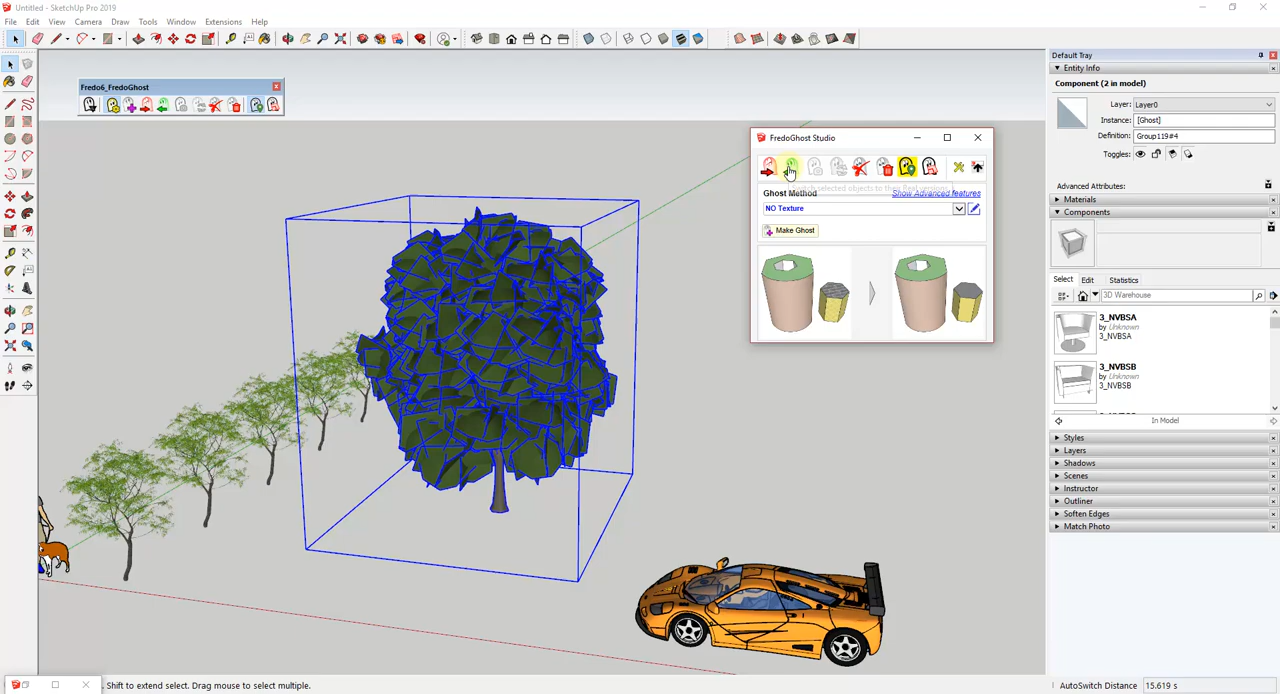 Untitled - SketchUp Pro 2019
File Edit View Camera Draw Tools Window Extensions Help
Fredo6_FredoGhost
FredoGhost Studio
Ghost Method
Show Advanced features
NO Texture
Make Ghost
Default Tray
Entity Info
Component (2 in model)
Layer: Layer0
Instance: [Ghost]
Definition: Group119#4
Toggles:
Advanced Attributes:
Materials
Components
Select Edit Statistics
3D Warehouse
3_NVBSA
by Unknown
3_NVBSA
3_NVBSB
by Unknown
3_NVBSB
In Model
Styles
Layers
Shadows
Scenes
Instructor
Outliner
Soften Edges
Match Photo
Shift to extend select. Drag mouse to select multiple.
AutoSwitch Distance 15.619 s